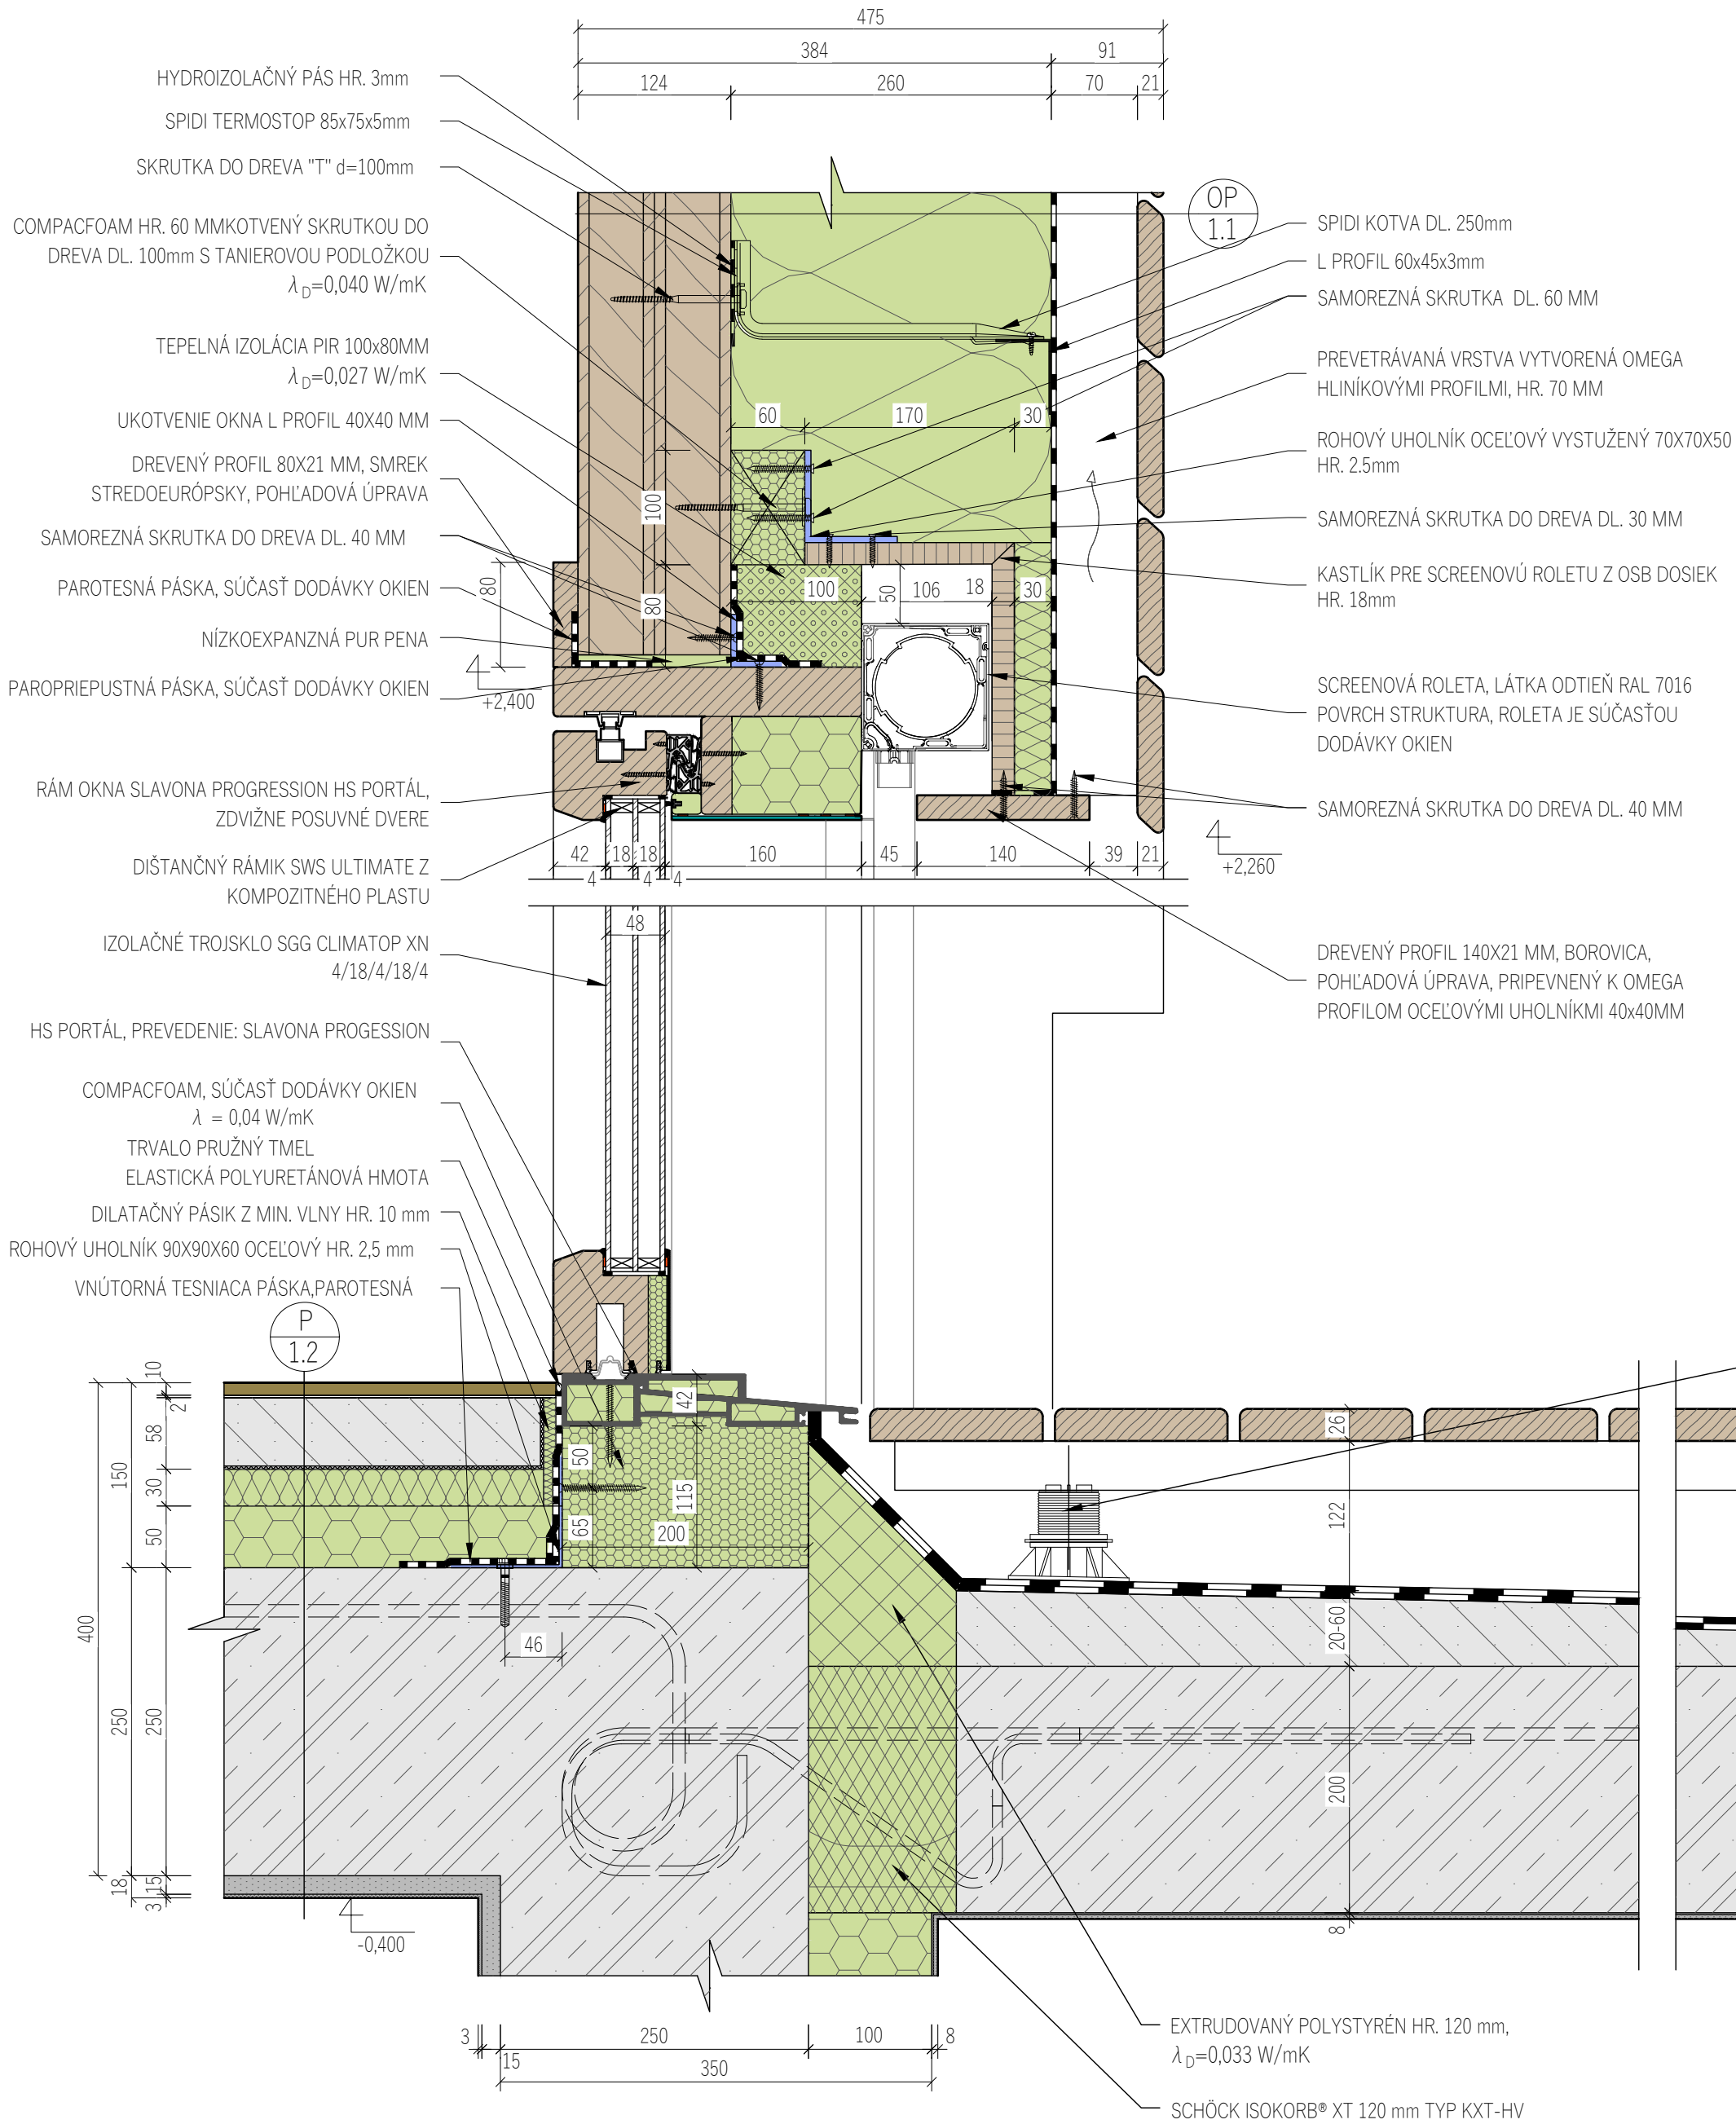 475
384
91
124
260
70
21
HYDROIZOLAČNÝ PÁS HR. 3mm
SPIDI TERMOSTOP 85x75x5mm
SKRUTKA DO DREVA "T" d=100mm
COMPACFOAM HR. 60 MMKOTVENÝ SKRUTKOU DO
DREVA DL. 100mm S TANIEROVOU PODLOŽKOU
λD=0,040 W/mK
TEPELNÁ IZOLÁCIA PIR 100x80MM
λD=0,027 W/mK
UKOTVENIE OKNA L PROFIL 40X40 MM
DREVENÝ PROFIL 80X21 MM, SMREK
STREDOEURÓPSKY, POHĽADOVÁ ÚPRAVA
SAMOREZNÁ SKRUTKA DO DREVA DL. 40 MM
PAROTESNÁ PÁSKA, SÚČASŤ DODÁVKY OKIEN
NÍZKOEXPANZNÁ PUR PENA
PAROPRIEPUSTNÁ PÁSKA, SÚČASŤ DODÁVKY OKIEN
RÁM OKNA SLAVONA PROGRESSION HS PORTÁL,
ZDVIŽNE POSUVNÉ DVERE
DIŠTANČNÝ RÁMIK SWS ULTIMATE Z
KOMPOZITNÉHO PLASTU
IZOLAČNÉ TROJSKLO SGG CLIMATOP XN
4/18/4/18/4
HS PORTÁL, PREVEDENIE: SLAVONA PROGESSION
COMPACFOAM, SÚČASŤ DODÁVKY OKIEN
λ = 0,04 W/mK
TRVALO PRUŽNÝ TMEL
ELASTICKÁ POLYURETÁNOVÁ HMOTA
DILATAČNÝ PÁSIK Z MIN. VLNY HR. 10 mm
ROHOVÝ UHOLNÍK 90X90X60 OCEĽOVÝ HR. 2,5 mm
VNÚTORNÁ TESNIACA PÁSKA,PAROTESNÁ
OP
1.1
SPIDI KOTVA DL. 250mm
L PROFIL 60x45x3mm
SAMOREZNÁ SKRUTKA DL. 60 MM
PREVETRÁVANÁ VRSTVA VYTVORENÁ OMEGA
HLINÍKOVÝMI PROFILMI, HR. 70 MM
ROHOVÝ UHOLNÍK OCEĽOVÝ VYSTUŽENÝ 70X70X50
HR. 2.5mm
SAMOREZNÁ SKRUTKA DO DREVA DL. 30 MM
KASTLÍK PRE SCREENOVÚ ROLETU Z OSB DOSIEK
HR. 18mm
SCREENOVÁ ROLETA, LÁTKA ODTIEŇ RAL 7016
POVRCH STRUKTURA, ROLETA JE SÚČASŤOU
DODÁVKY OKIEN
SAMOREZNÁ SKRUTKA DO DREVA DL. 40 MM
DREVENÝ PROFIL 140X21 MM, BOROVICA,
POHĽADOVÁ ÚPRAVA, PRIPEVNENÝ K OMEGA
PROFILOM OCEĽOVÝMI UHOLNÍKMI 40x40MM
60
170
30
100
80
80
100
50
106
18
30
+2,400
+2,260
42
18
18
160
45
140
39
21
4
4
4
48
P
1.2
10
2
58
30
50
150
400
250
250
18
15
3
-0,400
42
50
115
65
200
46
26
122
20-60
200
8
3
15
250
100
8
350
EXTRUDOVANÝ POLYSTYRÉN HR. 120 mm,
λD=0,033 W/mK
SCHÖCK ISOKORB® XT 120 mm TYP KXT-HV